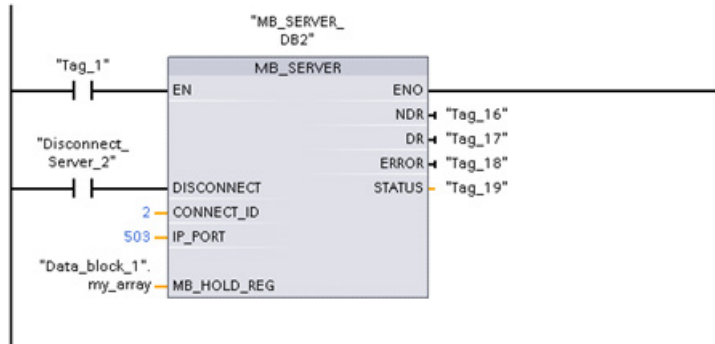 "MB_SERVER_
DB2"
"Tag_1"
MB_SERVER
EN
ENO
NDR
"Tag_16"
DR
"Tag_17"
"Disconnect_
Server_2"
ERROR
"Tag_18"
DISCONNECT
STATUS
"Tag_19"
2
CONNECT_ID
503
IP_PORT
"Data_block_1".
my_array
MB_HOLD_REG